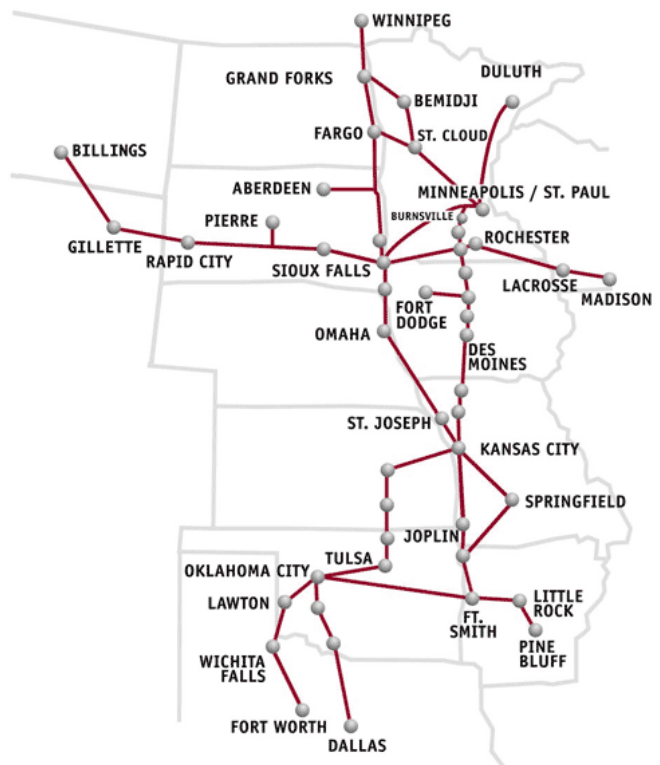 WINNIPEG
DULUTH
GRAND FORKS
BEMIDJI
FARGO
ST. CLOUD
BILLINGS
ABERDEEN
MINNEAPOLIS / ST. PAUL
BURNSVILLE
PIERRE
ROCHESTER
GILLETTE
RAPID CITY
SIOUX FALLS
LACROSSE
MADISON
FORT
DODGE
OMAHA
DES
MOINES
ST. JOSEPH
KANSAS CITY
SPRINGFIELD
JOPLIN
TULSA
OKLAHOMA CITY
LAWTON
LITTLE
ROCK
FT.
SMITH
PINE
BLUFF
WICHITA
FALLS
FORT WORTH
DALLAS